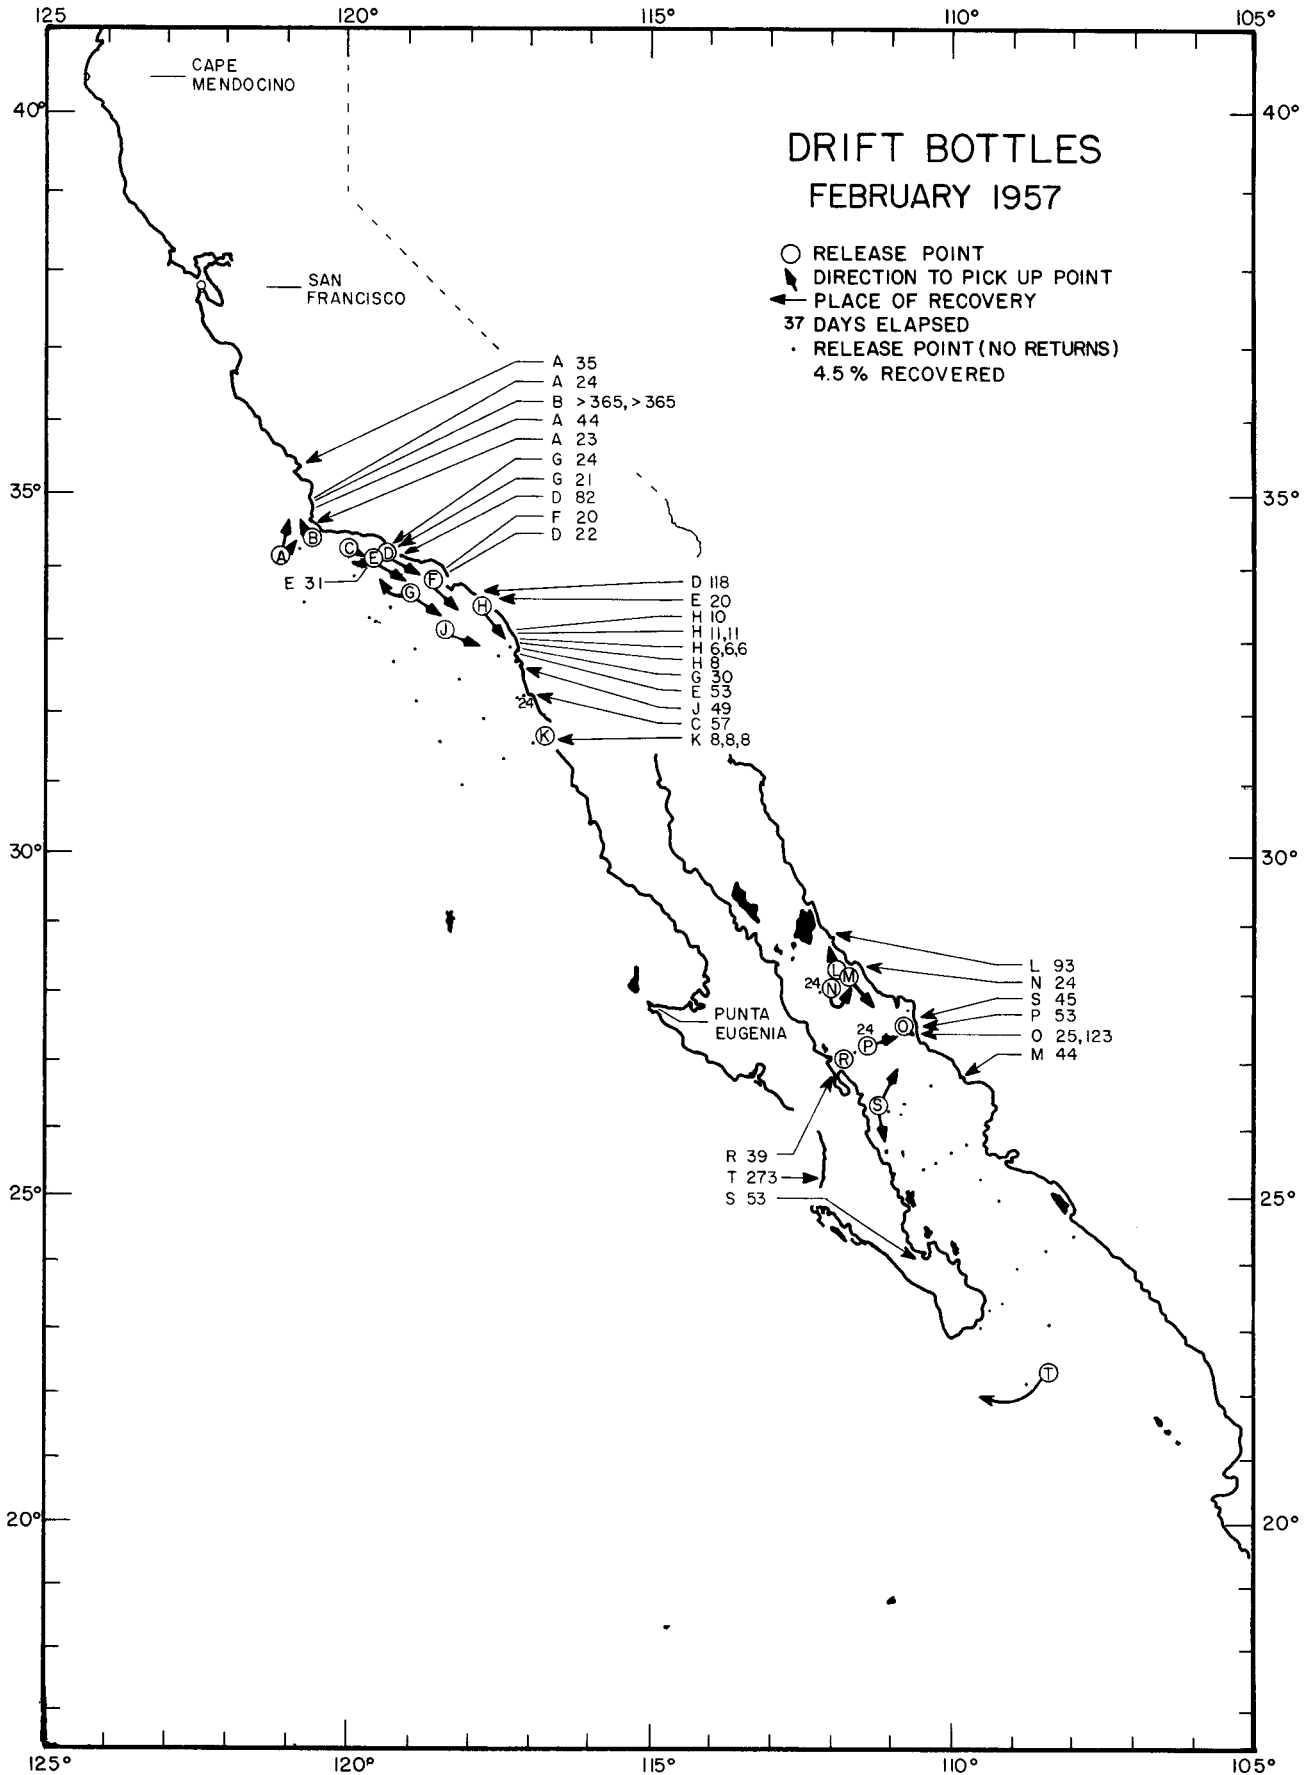 125 120° 115° 110° 105°
CAPE
MENDOCINO
40° 40°
DRIFT BOTTLES
FEBRUARY 1957
RELEASE POINT
DIRECTION TO PICK UP POINT
PLACE OF RECOVERY
37 DAYS ELAPSED
RELEASE POINT (NO RETURNS)
4.5% RECOVERED
SAN
FRANCISCO
A 35
A 24
B >365,>365
A 44
A 23
G 24
G 21
D 82
F 20
D 22
35° 35°
A
B
C
E
D
F
G
H
J
E 31
D 118
E 20
H 10
H 11,11
H 6,6,6
H 8
G 30
E 53
J 49
C 57
K 8,8,8
24
K
30° 30°
L 93
N 24
S 45
P 53
O 25,123
M 44
L
M
24
N
PUNTA
EUGENIA
O
24
P
R
S
R 39
T 273
S 53
25° 25°
T
20° 20°
125° 120° 115° 110° 105°